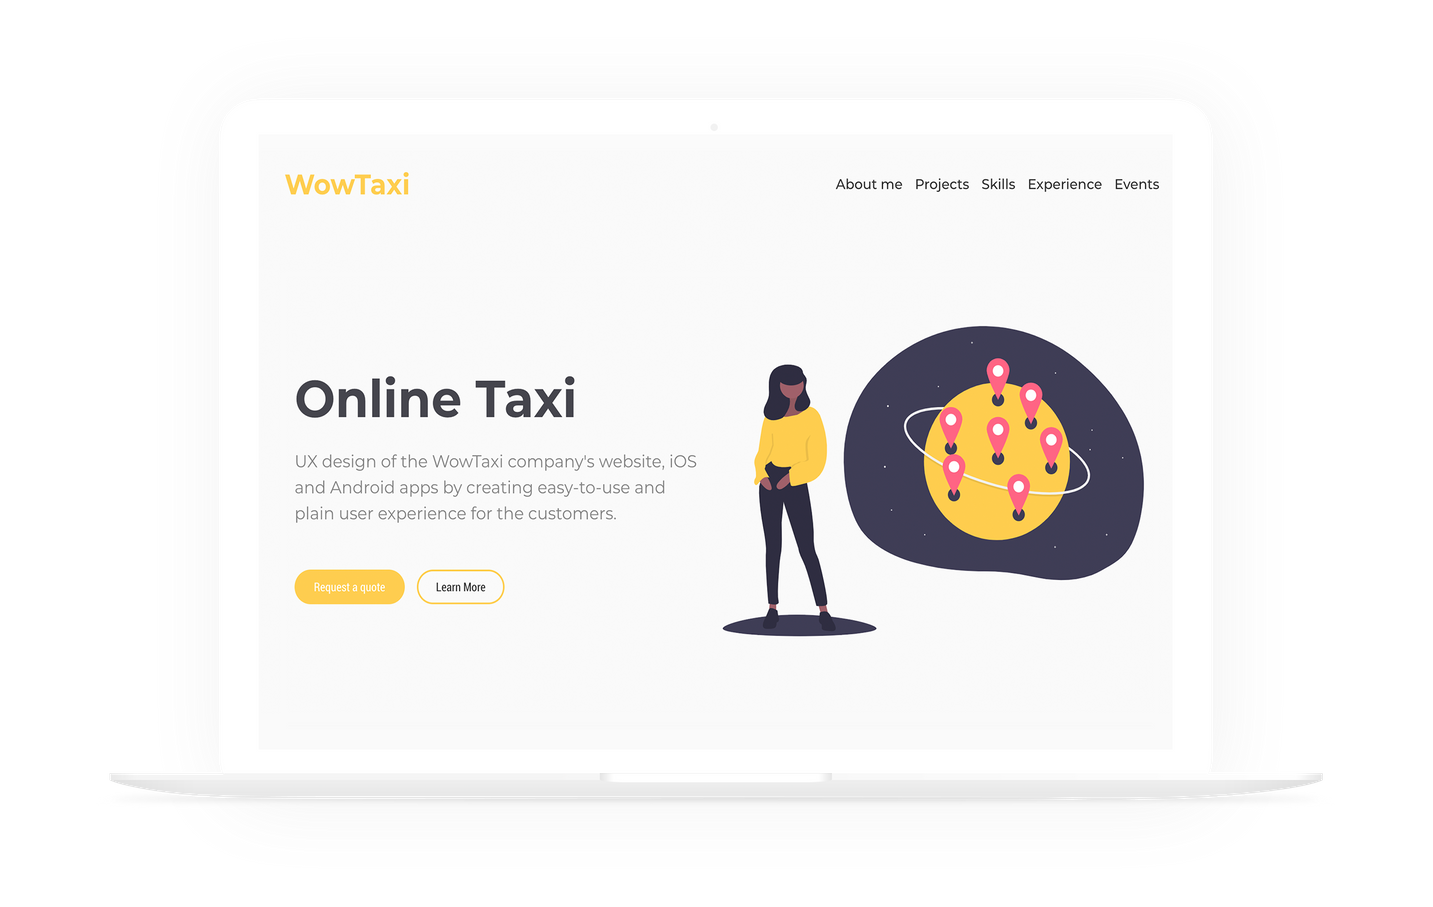 WowTaxi
About me Projects Skills Experience Events
Online Taxi
UX design of the WowTaxi company's website, iOS
and Android apps by creating easy-to-use and
plain user experience for the customers.
Request a quote
Learn More